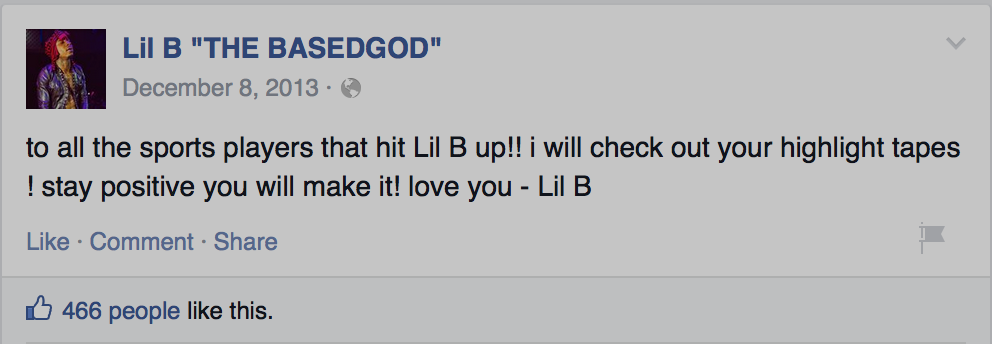 Lil B "THE BASEDGOD"
December 8, 2013 ·
to all the sports players that hit Lil B up!! i will check out your highlight tapes
! stay positive you will make it! love you - Lil B
Like · Comment · Share
466 people like this.